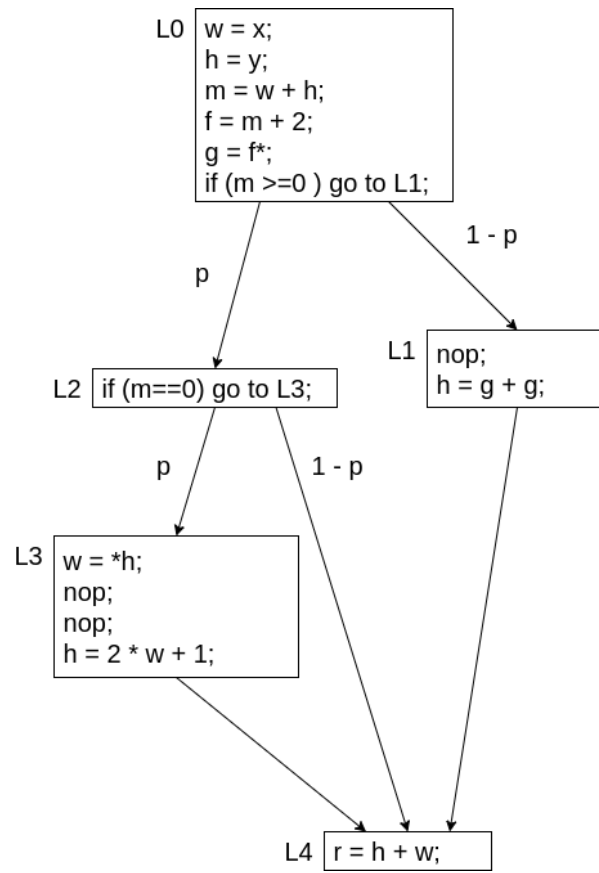 L0
w = x;
h = y;
m = w + h;
f = m + 2;
g = f*;
if (m >=0 ) go to L1;
p
1 - p
L1
nop;
h = g + g;
L2
if (m==0) go to L3;
p
1 - p
L3
w = *h;
nop;
nop;
h = 2 * w + 1;
L4
r = h + w;